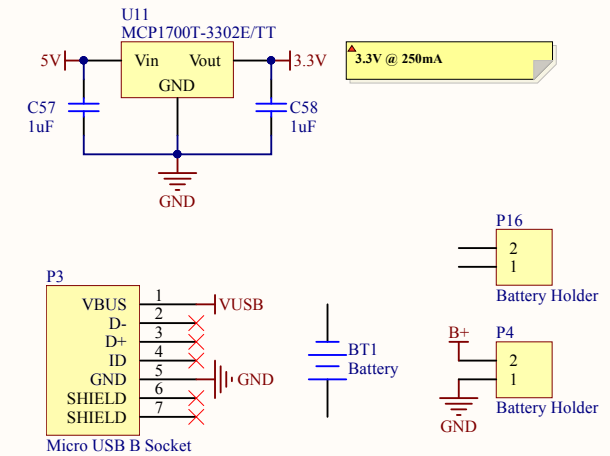 U11
MCP1700T-3302E/TT
5V
Vin
Vout
3.3V
GND
C57
1uF
C58
1uF
GND
3.3V @ 250mA
P16
2
1
Battery Holder
P3
VBUS
1
VUSB
D-
2
D+
3
ID
4
GND
5
GND
SHIELD
6
SHIELD
7
Micro USB B Socket
BT1
Battery
B+
P4
2
1
Battery Holder
GND